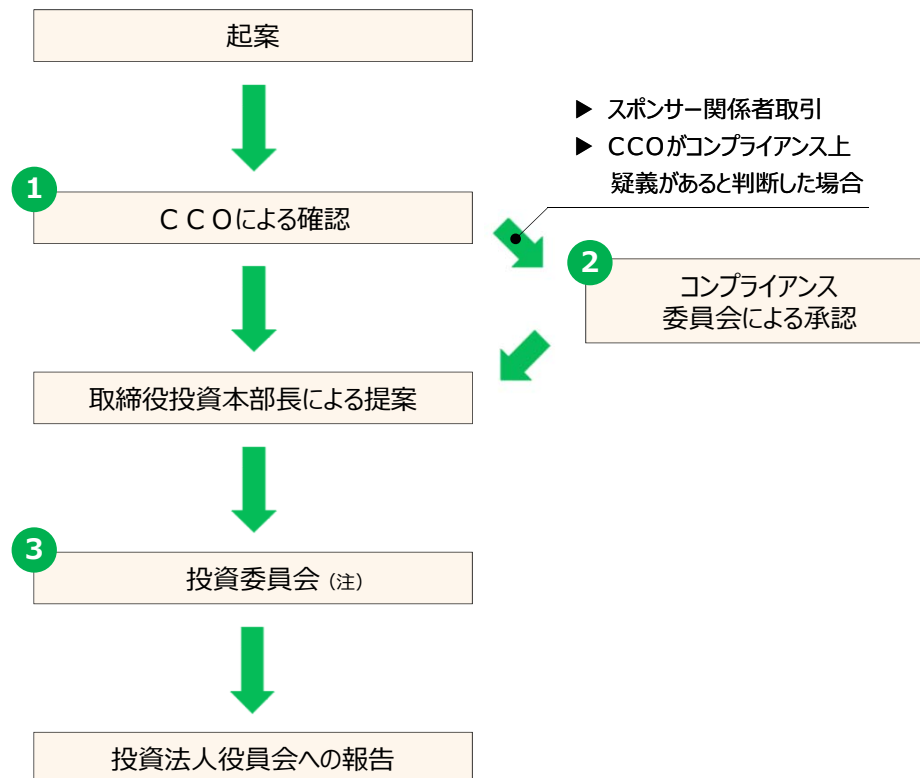 起案
▶ スポンサー関係者取引
▶ CCOがコンプライアンス上
疑義があると判断した場合
1
CCOによる確認
2
コンプライアンス
委員会による承認
取締役投資本部長による提案
3
投資委員会（注）
投資法人役員会への報告